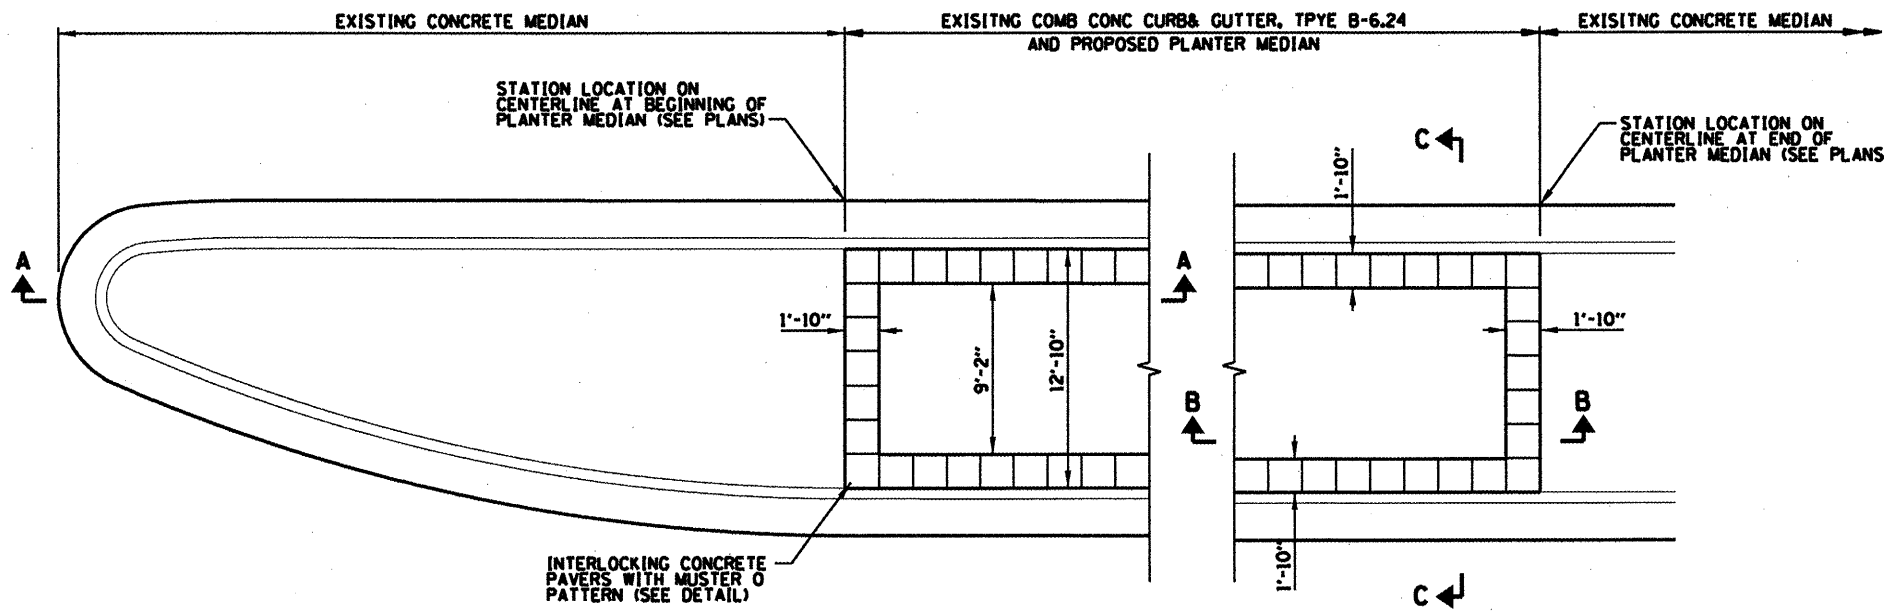 EXISTING CONCRETE MEDIAN
EXISITNG COMB CONC CURB& GUTTER, TPYE B-6.24
AND PROPOSED PLANTER MEDIAN
EXISITNG CONCRETE MEDIAN
STATION LOCATION ON
CENTERLINE AT BEGINNING OF
PLANTER MEDIAN (SEE PLANS)
STATION LOCATION ON
CENTERLINE AT END OF
PLANTER MEDIAN (SEE PLANS
C
1'-10"
A
A
1'-10"
9'-2"
12'-10"
1'-10"
B
B
1'-10"
C
INTERLOCKING CONCRETE
PAVERS WITH MUSTER O
PATTERN (SEE DETAIL)